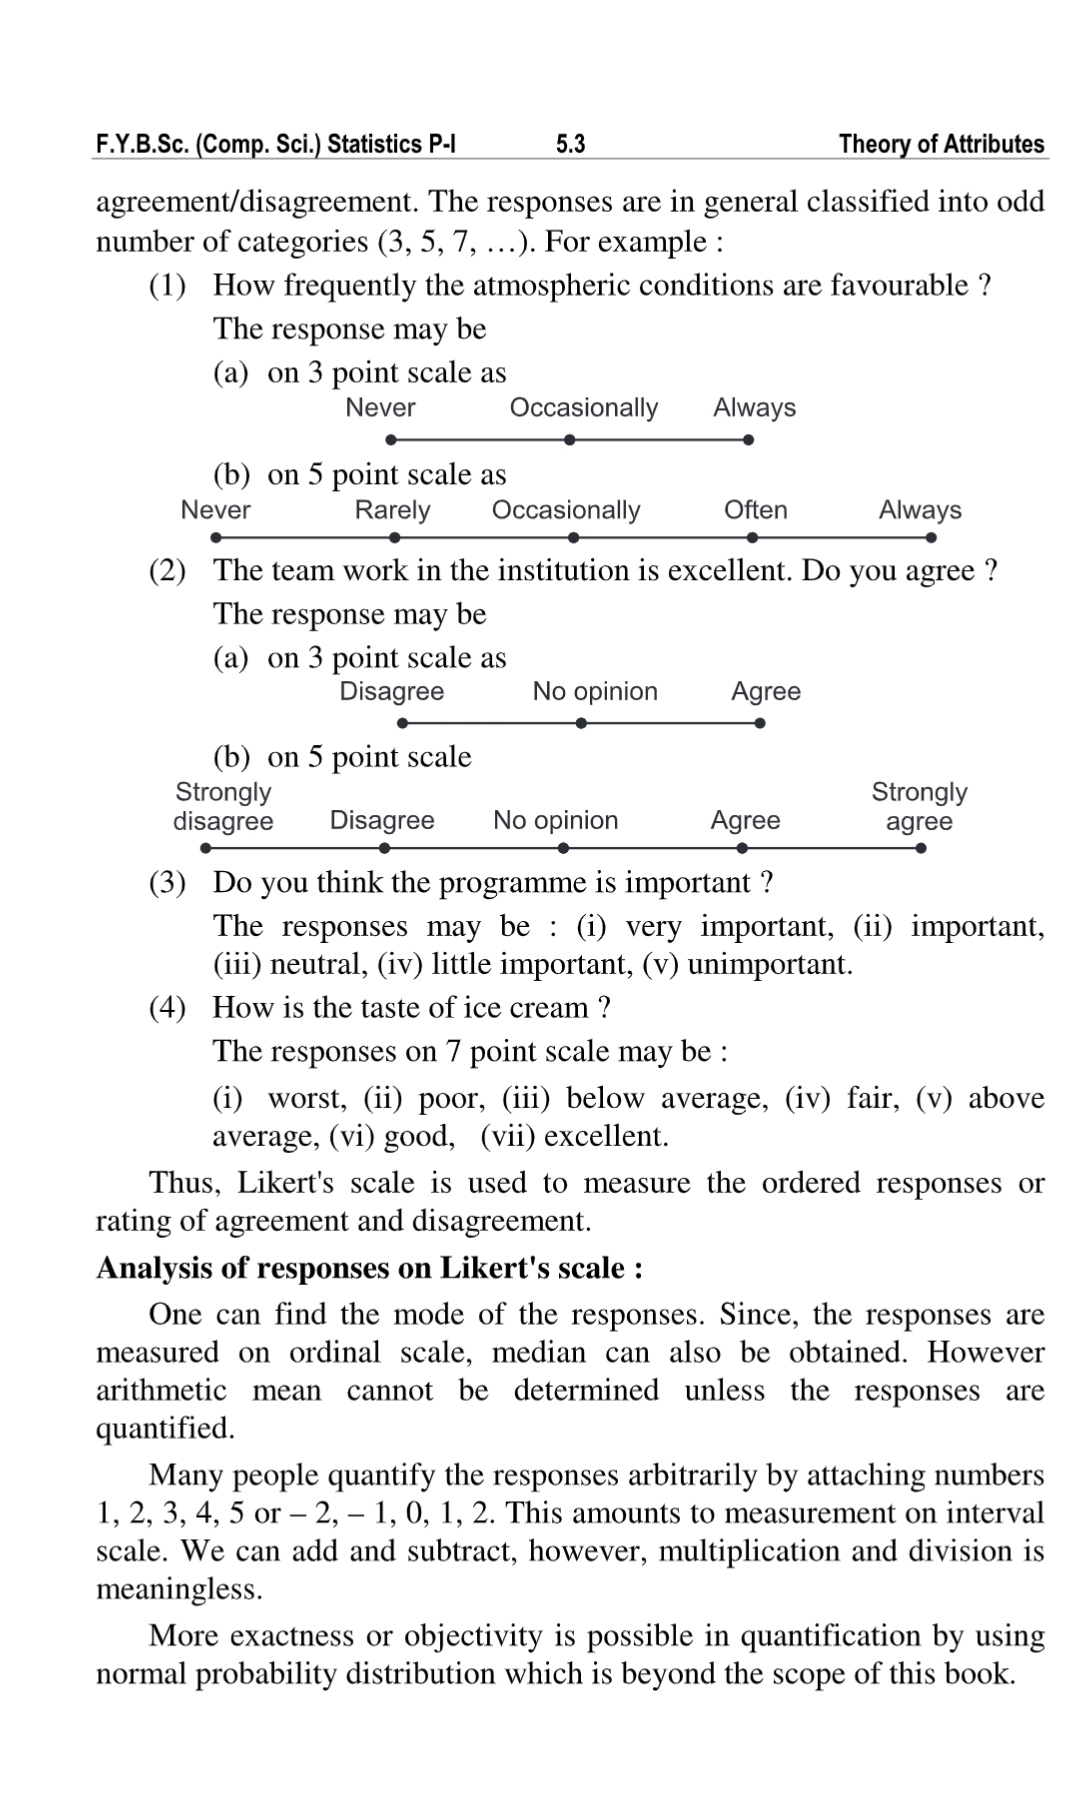 F.Y.B.Sc. (Comp. Sci.) Statistics P-I 5.3 Theory of Attributes
agreement/disagreement. The responses are in general classified into odd
number of categories (3, 5, 7, …). For example :
(1) How frequently the atmospheric conditions are favourable ?
The response may be
(a) on 3 point scale as
Never Occasionally Always
(b) on 5 point scale as
Never Rarely Occasionally Often Always
(2) The team work in the institution is excellent. Do you agree ?
The response may be
(a) on 3 point scale as
Disagree No opinion Agree
(b) on 5 point scale
Strongly Strongly
disagree Disagree No opinion Agree agree
(3) Do you think the programme is important ?
The responses may be : (i) very important, (ii) important,
(iii) neutral, (iv) little important, (v) unimportant.
(4) How is the taste of ice cream ?
The responses on 7 point scale may be :
(i) worst, (ii) poor, (iii) below average, (iv) fair, (v) above
average, (vi) good, (vii) excellent.
Thus, Likert's scale is used to measure the ordered responses or
rating of agreement and disagreement.
Analysis of responses on Likert's scale :
One can find the mode of the responses. Since, the responses are
measured on ordinal scale, median can also be obtained. However
arithmetic mean cannot be determined unless the responses are
quantified.
Many people quantify the responses arbitrarily by attaching numbers
1, 2, 3, 4, 5 or – 2, – 1, 0, 1, 2. This amounts to measurement on interval
scale. We can add and subtract, however, multiplication and division is
meaningless.
More exactness or objectivity is possible in quantification by using
normal probability distribution which is beyond the scope of this book.